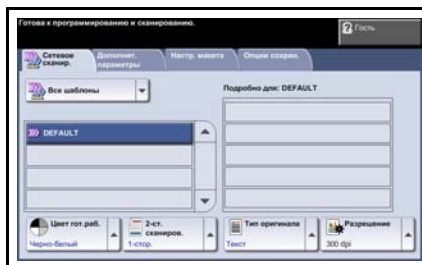 Готова к программированию и сканированию.
Гость
Сетевое сканир.
Дополнит. параметры
Настр. макета
Опции сохран.
Все шаблоны
Подробно для: DEFAULT
DEFAULT
Цвет гот.раб.
Черно-белый
2-ст. сканиров.
1-стор.
Тип оригинала
Текст
Разрешение
300 dpi